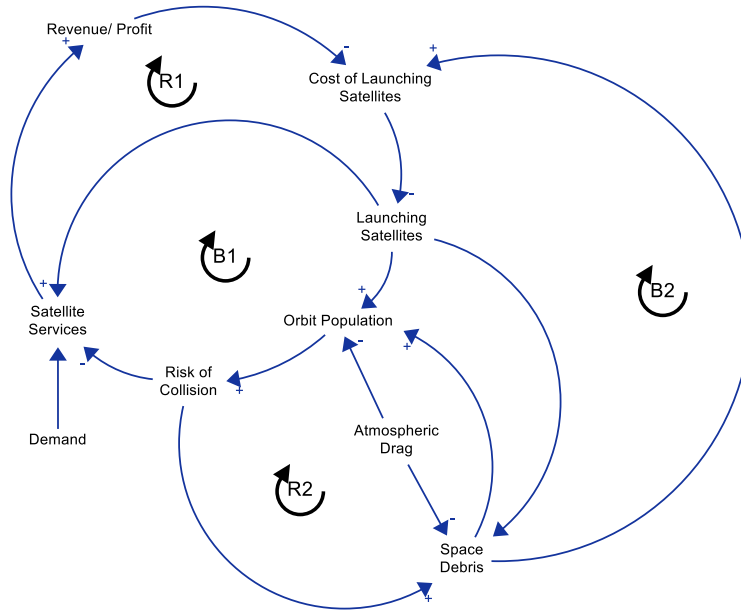 Revenue/ Profit
+
-
+
R1
Cost of Launching
Satellites
-
Launching
Satellites
B1
+
+
B2
Satellite
Services
Orbit Population
-
+
-
Risk of
Collision
+
Demand
Atmospheric
Drag
R2
-
Space
Debris
+